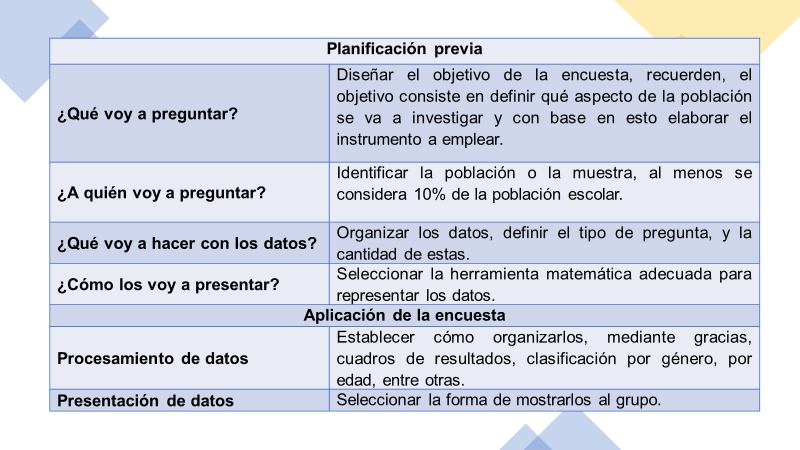 Planificación previa
¿Qué voy a preguntar?
Diseñar el objetivo de la encuesta, recuerden, el
objetivo consiste en definir qué aspecto de la población
se va a investigar y con base en esto elaborar el
instrumento a emplear.
¿A quién voy a preguntar?
Identificar la población o la muestra, al menos se
considera 10% de la población escolar.
¿Qué voy a hacer con los datos?
Organizar los datos, definir el tipo de pregunta, y la
cantidad de estas.
¿Cómo los voy a presentar?
Seleccionar la herramienta matemática adecuada para
representar los datos.
Aplicación de la encuesta
Procesamiento de datos
Establecer cómo organizarlos, mediante gracias,
cuadros de resultados, clasificación por género, por
edad, entre otras.
Presentación de datos
Seleccionar la forma de mostrarlos al grupo.